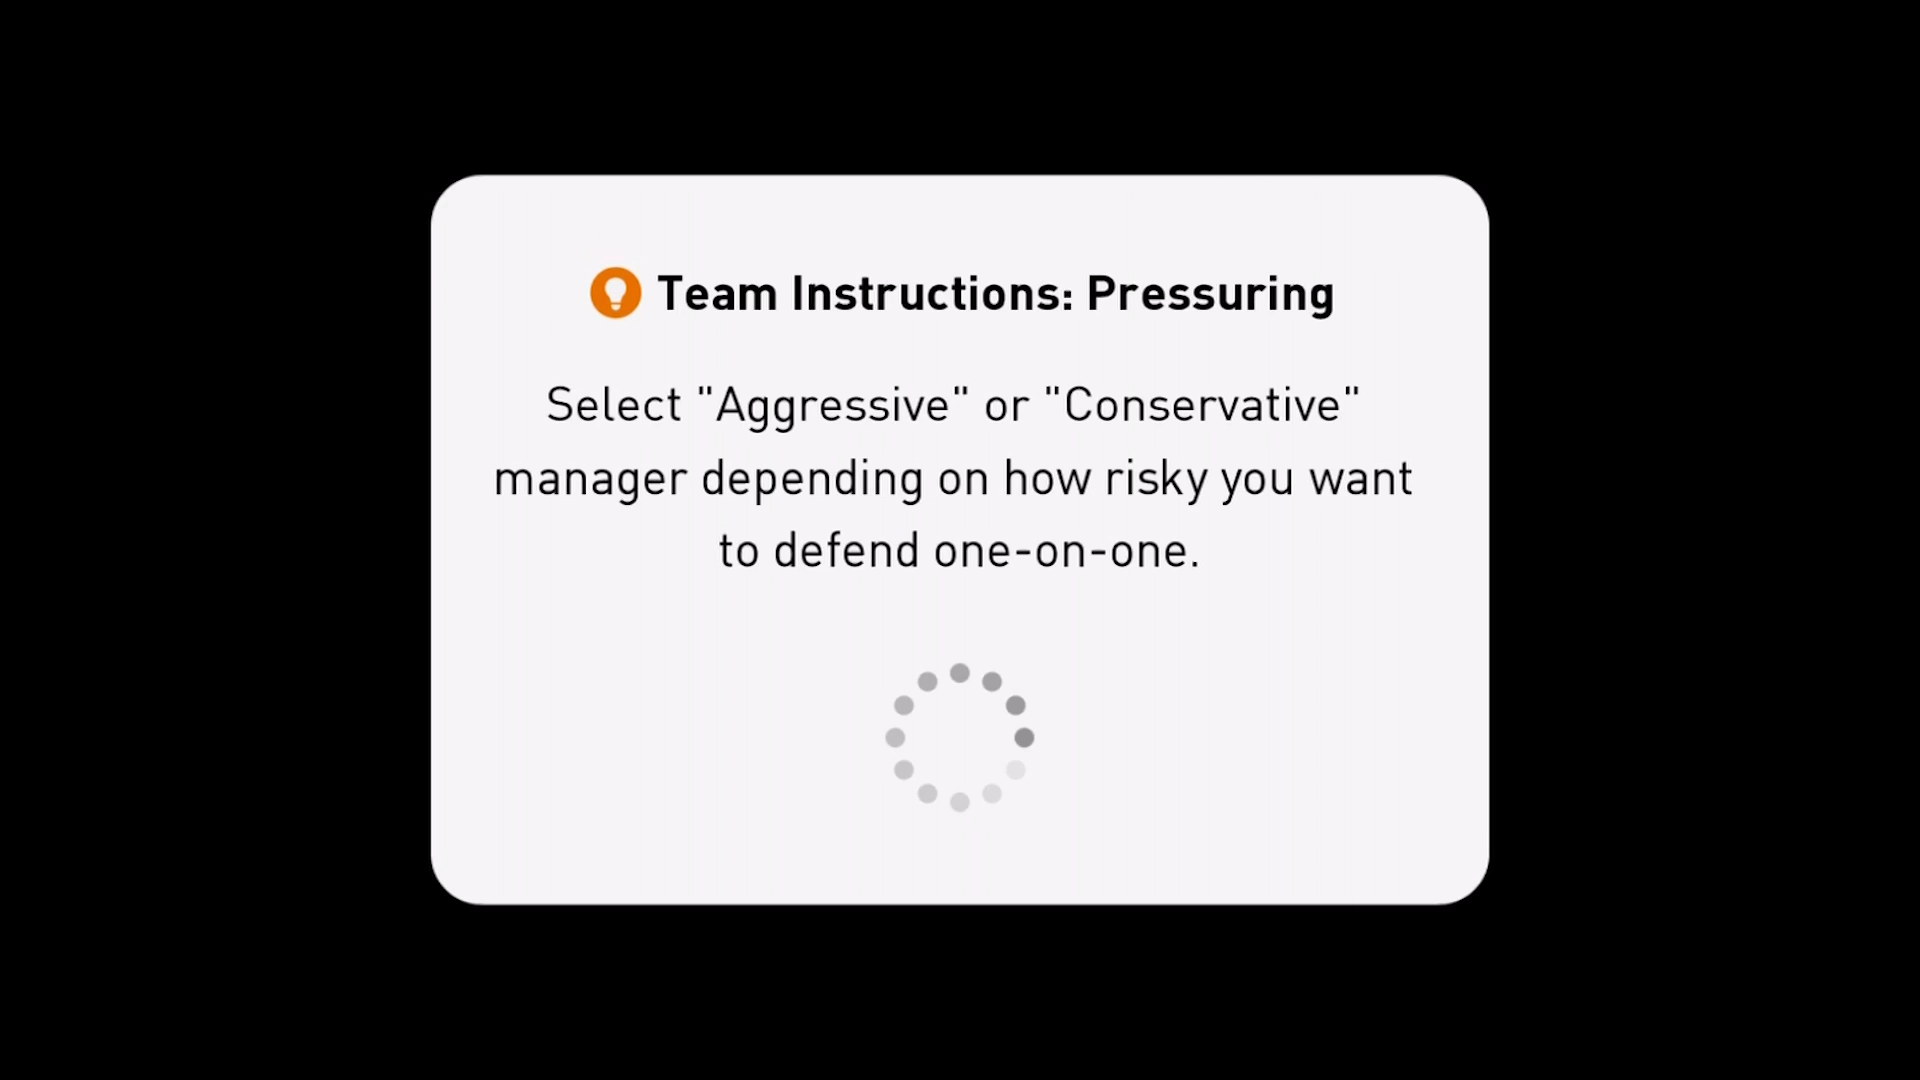 Team Instructions: Pressuring
Select "Aggressive" or "Conservative"
manager depending on how risky you want
to defend one-on-one.